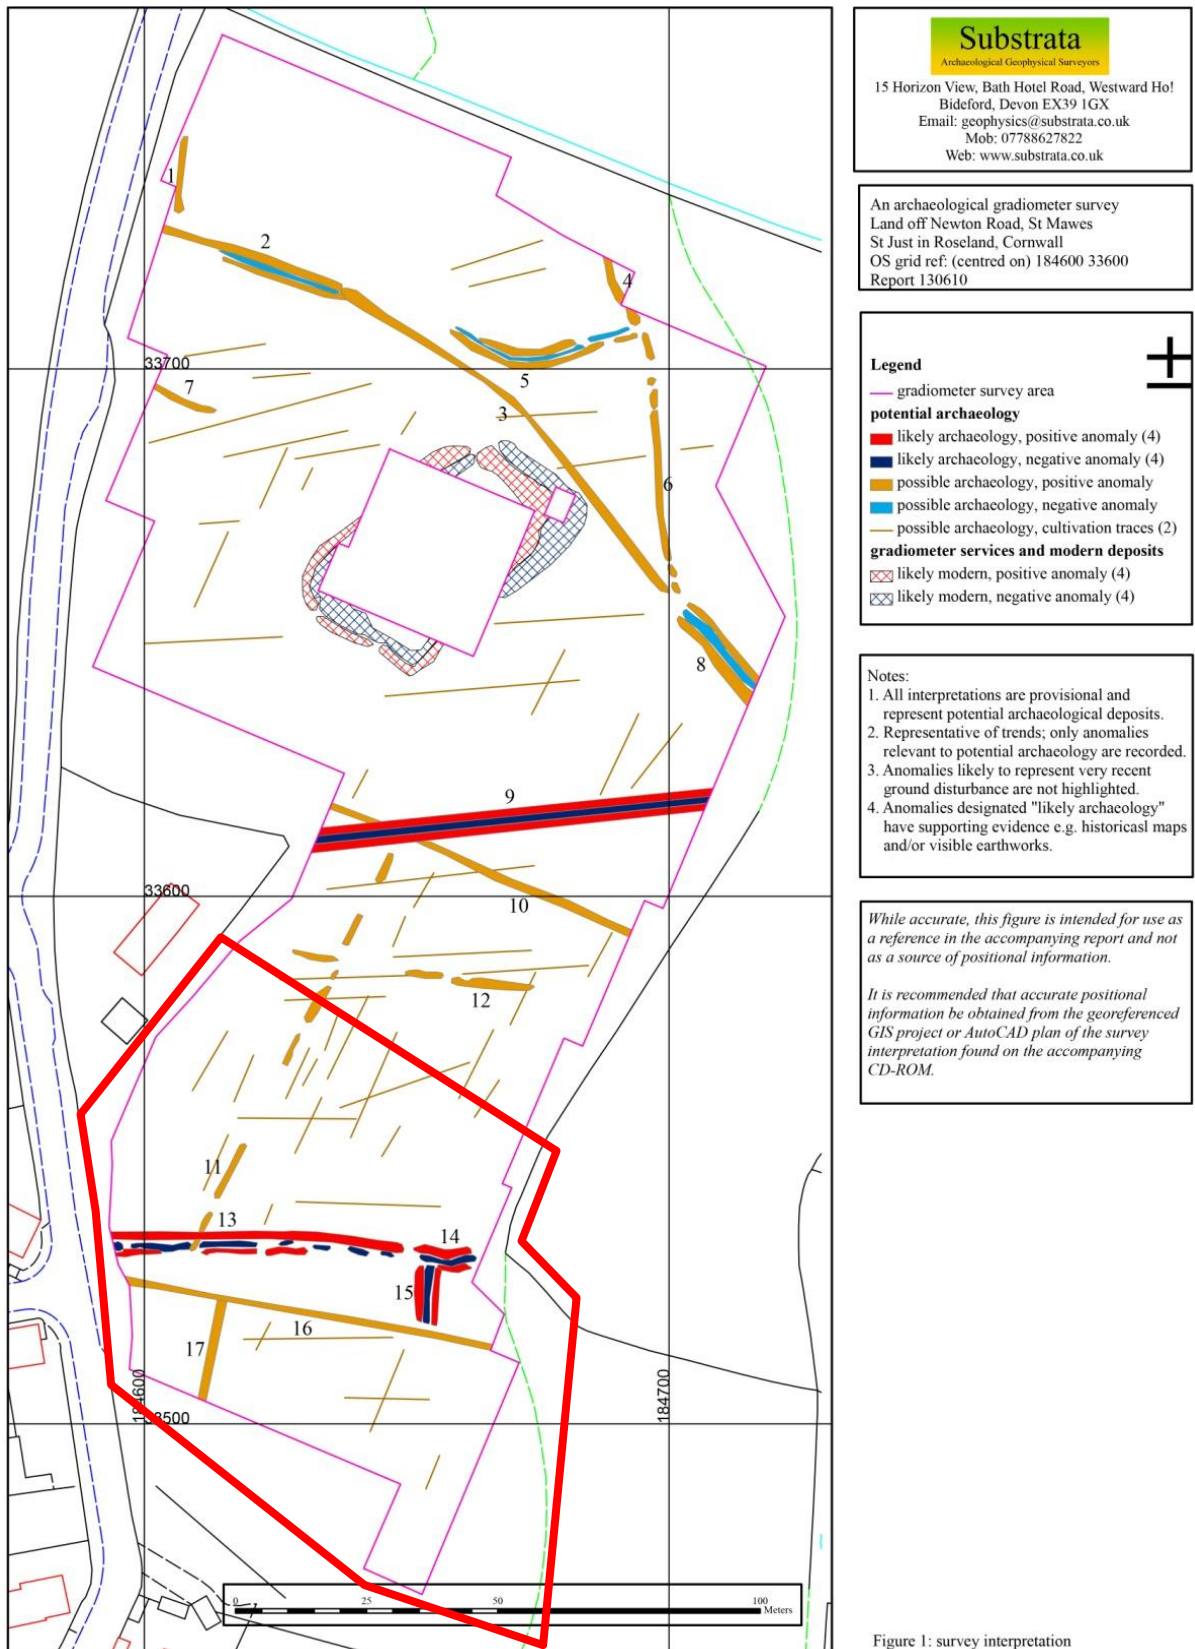 Substrata
Archaeological Geophysical Surveyors
15 Horizon View, Bath Hotel Road, Westward Ho!
Bideford, Devon EX39 1GX
Email: geophysics@substrata.co.uk
Mob: 07788627822
Web: www.substrata.co.uk
An archaeological gradiometer survey
Land off Newton Road, St Mawes
St Just in Roseland, Cornwall
OS grid ref: (centred on) 184600 33600
Report 130610
Legend
gradiometer survey area
potential archaeology
likely archaeology, positive anomaly (4)
likely archaeology, negative anomaly (4)
possible archaeology, positive anomaly
possible archaeology, negative anomaly
possible archaeology, cultivation traces (2)
gradiometer services and modern deposits
likely modern, positive anomaly (4)
likely modern, negative anomaly (4)
Notes:
1. All interpretations are provisional and
represent potential archaeological deposits.
2. Representative of trends; only anomalies
relevant to potential archaeology are recorded.
3. Anomalies likely to represent very recent
ground disturbance are not highlighted.
4. Anomalies designated "likely archaeology"
have supporting evidence e.g. historicasl maps
and/or visible earthworks.
While accurate, this figure is intended for use as
a reference in the accompanying report and not
as a source of positional information.
It is recommended that accurate positional
information be obtained from the georeferenced
GIS project or AutoCAD plan of the survey
interpretation found on the accompanying
CD-ROM.
Figure 1: survey interpretation
1
2
4
33700
5
7
3
6
8
9
33600
10
12
11
13
14
15
16
17
184600
184700
33500
0 25 50 100
Meters